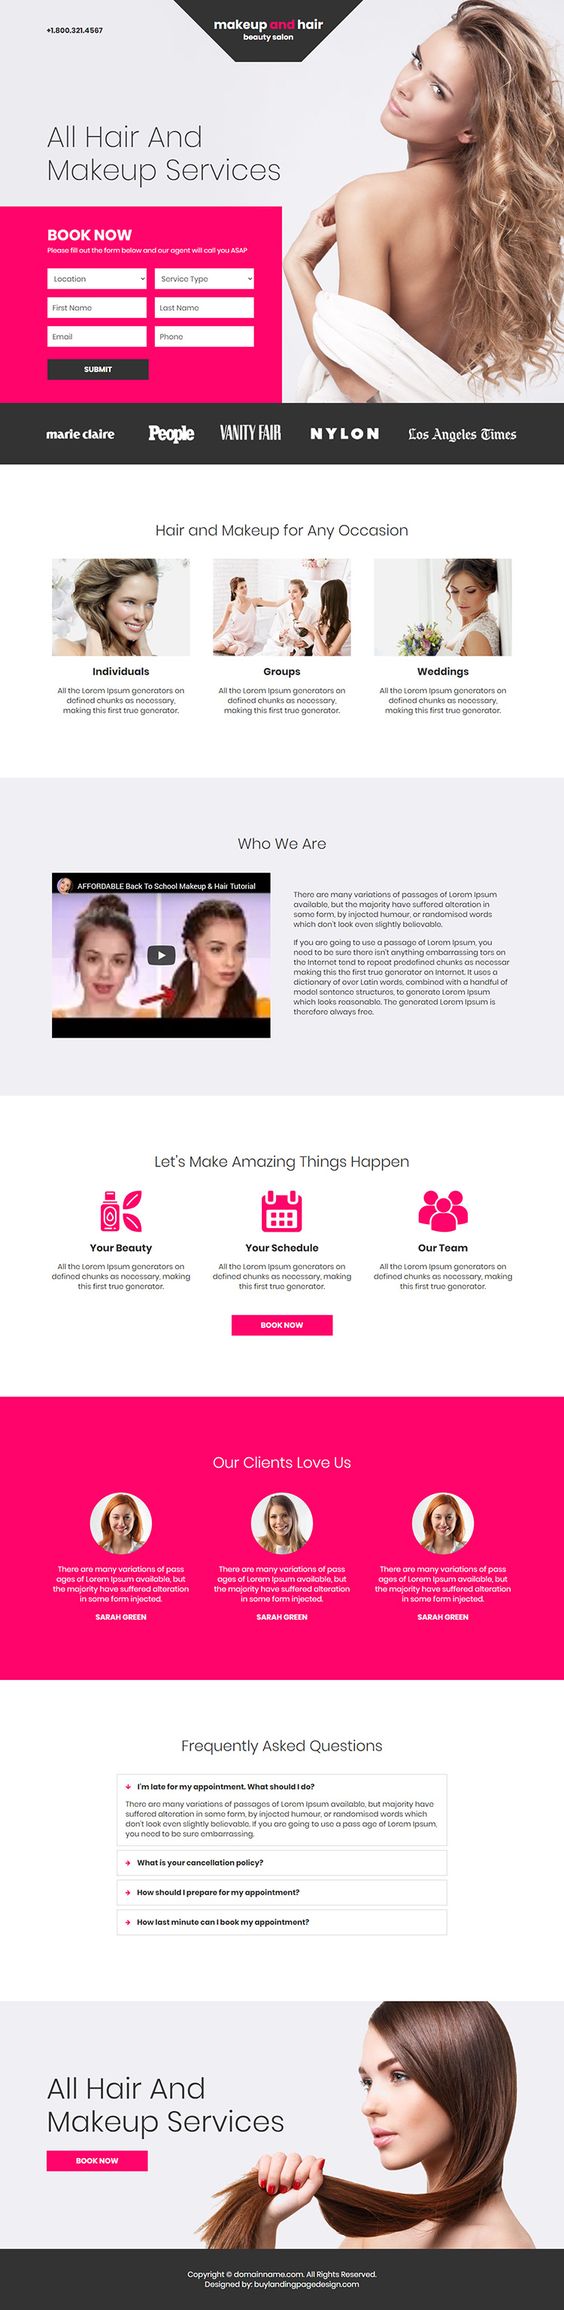 +1.800.321.4567
makeup and hair
beauty salon
All Hair And
Makeup Services
BOOK NOW
Please fill out the form below and our agent will call you ASAP
Location
Service Type
First Name
Last Name
Email
Phone
SUBMIT
marie claire
People
VANITY FAIR
NYLON
Los Angeles Times
Hair and Makeup for Any Occasion
Individuals
All the Lorem Ipsum generators on
defined chunks as necessary,
making this first true generator.
Groups
All the Lorem Ipsum generators on
defined chunks as necessary,
making this first true generator.
Weddings
All the Lorem Ipsum generators on
defined chunks as necessary,
making this first true generator.
Who We Are
AFFORDABLE Back To School Makeup & Hair Tutorial
There are many variations of passages of Lorem Ipsum
available, but the majority have suffered alteration in
some form, by injected humour, or randomised words
which don't look even slightly believable.
If you are going to use a passage of Lorem Ipsum, you
need to be sure there isn't anything embarrassing tors on
the Internet tend to repeat predefined chunks as necessar
making this the first true generator on Internet. It uses a
dictionary of over Latin words, combined with a handful of
model sentence structures, to generate Lorem Ipsum
which looks reasonable. The generated Lorem Ipsum is
therefore always free.
Let's Make Amazing Things Happen
Your Beauty
All the Lorem Ipsum generators on
defined chunks as necessary, making
this first true generator.
Your Schedule
All the Lorem Ipsum generators on
defined chunks as necessary, making
this first true generator.
Our Team
All the Lorem Ipsum generators on
defined chunks as necessary, making
this first true generator.
BOOK NOW
Our Clients Love Us
There are many variations of pass
ages of Lorem Ipsum available, but
the majority have suffered alteration
in some form injected.
SARAH GREEN
There are many variations of pass
ages of Lorem Ipsum available, but
the majority have suffered alteration
in some form injected.
SARAH GREEN
There are many variations of pass
ages of Lorem Ipsum available, but
the majority have suffered alteration
in some form injected.
SARAH GREEN
Frequently Asked Questions
I'm late for my appointment. What should I do?
There are many variations of passages of Lorem Ipsum available, but majority have
suffered alteration in some form, by injected humour, or randomised words which
don't look even slightly believable. If you are going to use a pass age of Lorem Ipsum,
you need to be sure embarrassing.
What is your cancellation policy?
How should I prepare for my appointment?
How last minute can I book my appointment?
All Hair And
Makeup Services
BOOK NOW
Copyright © domainname.com. All Rights Reserved.
Designed by: buylandingpagedesign.com